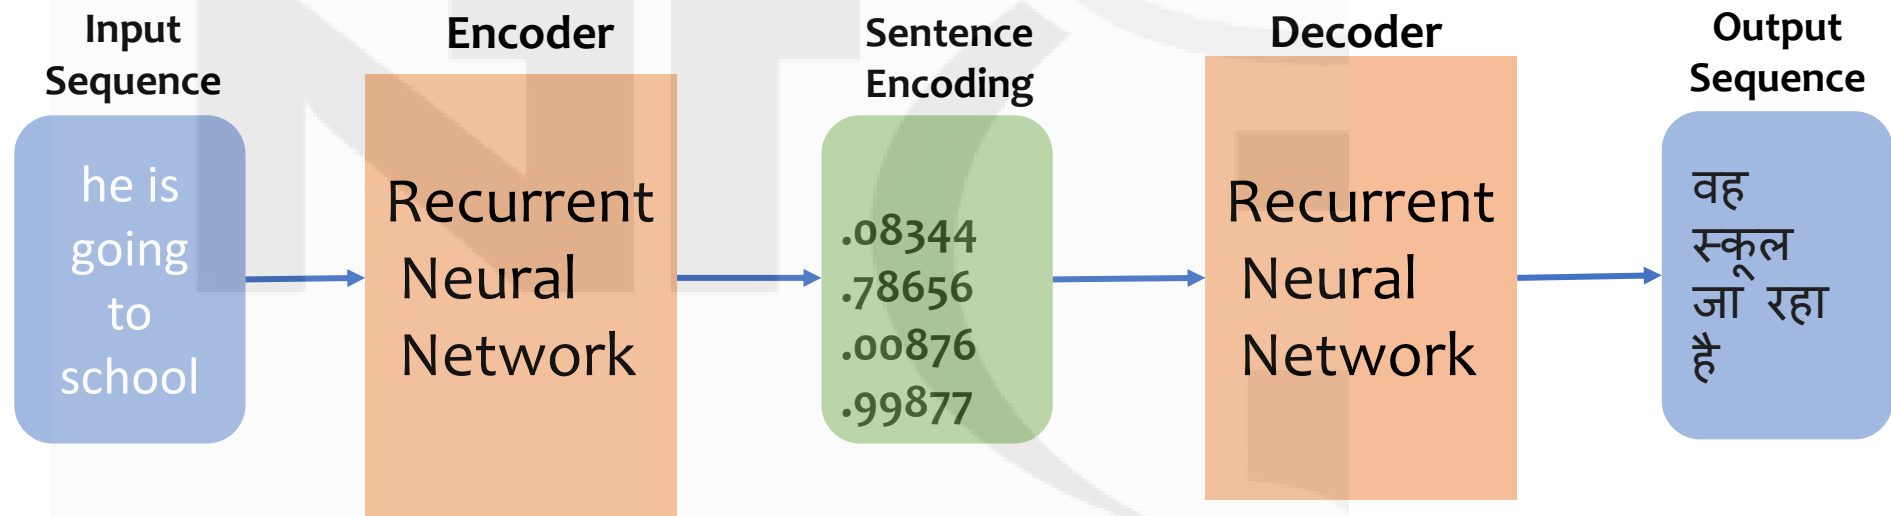 Input
Sequence
he is
going
to
school
Encoder
Recurrent
Neural
Network
Sentence
Encoding
.08344
.78656
.00876
.99877
Decoder
Recurrent
Neural
Network
Output
Sequence
वह
स्कूल
जा रहा
है